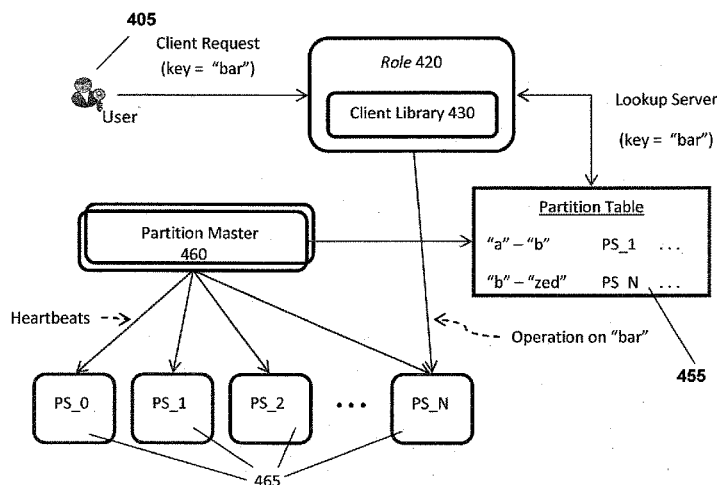 405
Client Request
(key = “bar”)
User
Role 420
Client Library 430
Lookup Server
(key = “bar”)
Partition Master
460
Partition Table
“a” – “b” PS_1 ...
“b” – “zed” PS_N ...
Heartbeats
Operation on “bar”
455
PS_0
PS_1
PS_2
• • •
PS_N
465